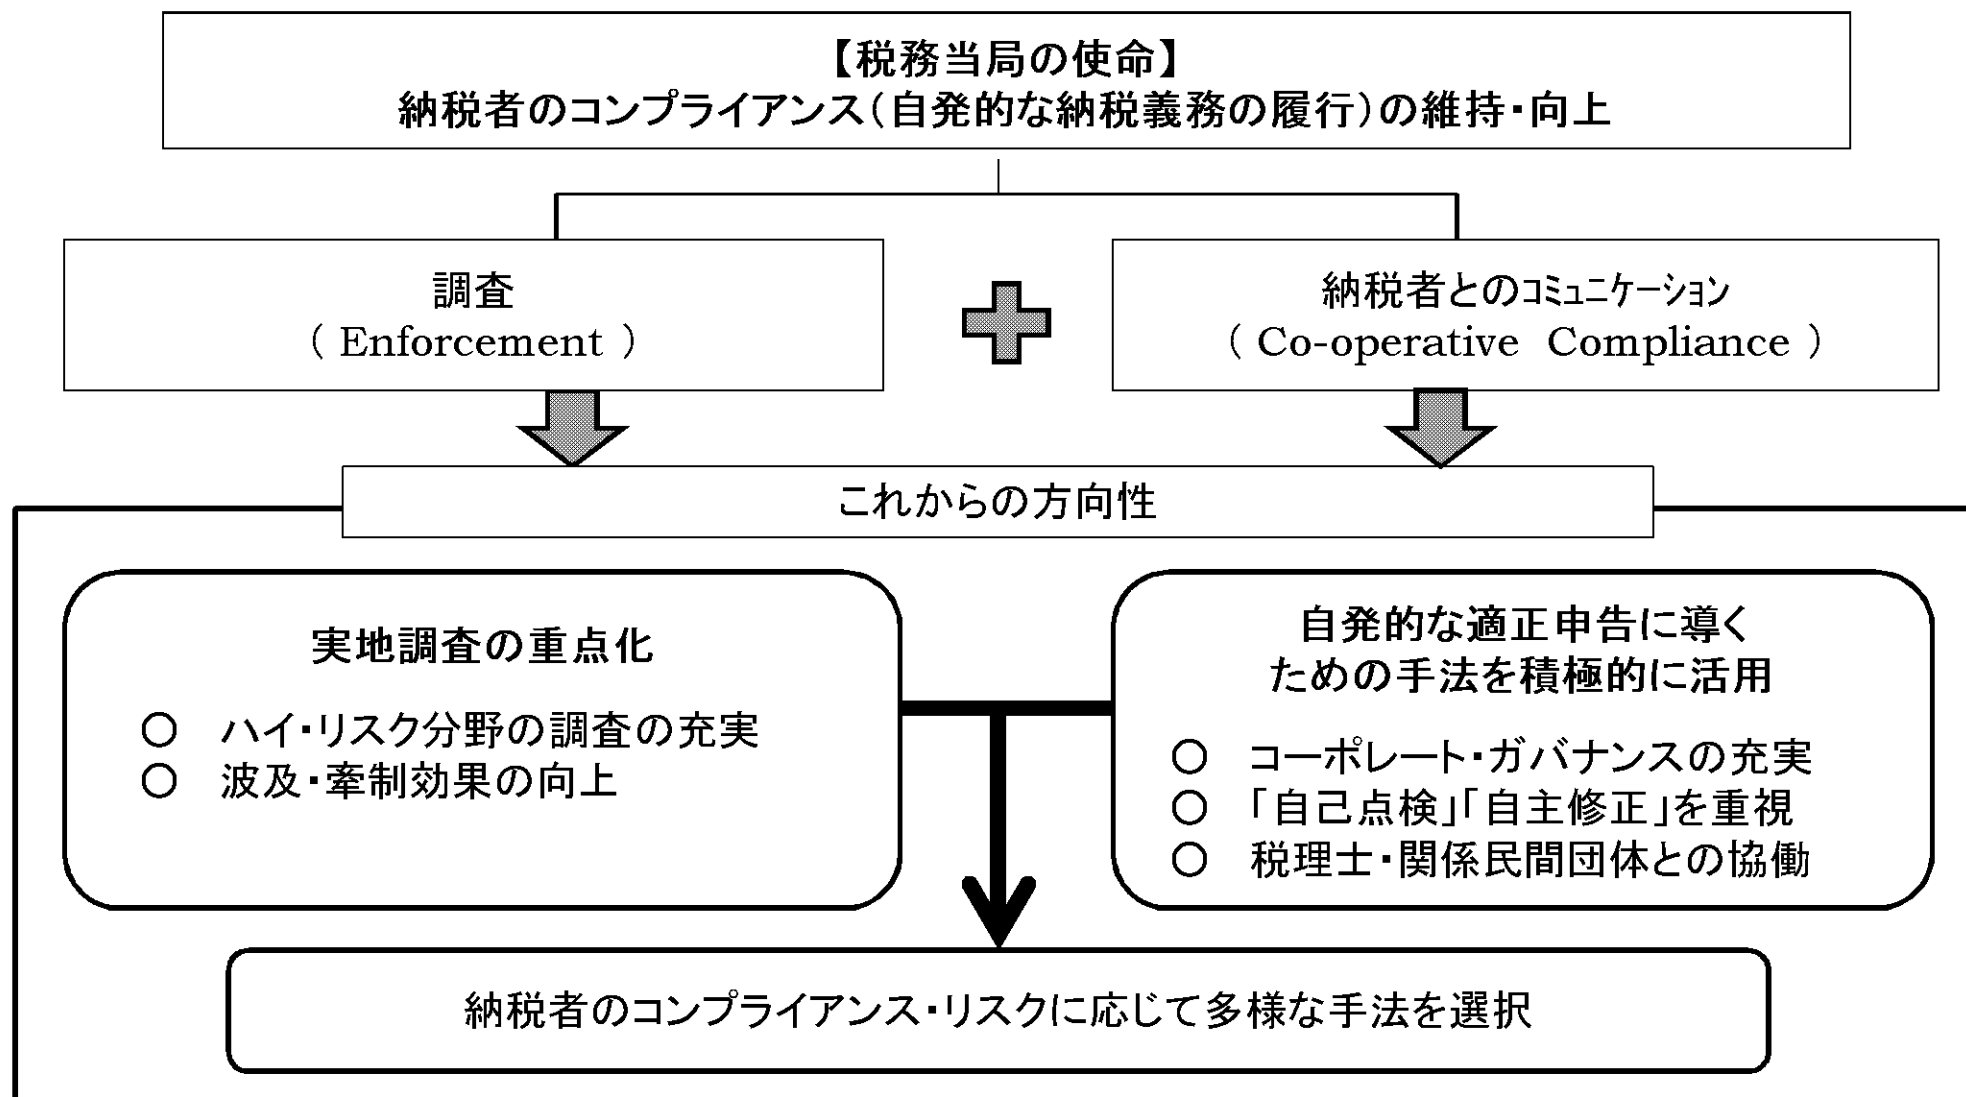 【税務当局の使命】
納税者のコンプライアンス(自発的な納税義務の履行)の維持・向上
調査
( Enforcement )
納税者とのｺﾐｭﾆｹｰｼｮﾝ
( Co-operative Compliance )
これからの方向性
実地調査の重点化
○ ハイ・リスク分野の調査の充実
○ 波及・牽制効果の向上
自発的な適正申告に導く
ための手法を積極的に活用
○ コーポレート・ガバナンスの充実
○ 「自己点検」「自主修正」を重視
○ 税理士・関係民間団体との協働
納税者のコンプライアンス・リスクに応じて多様な手法を選択